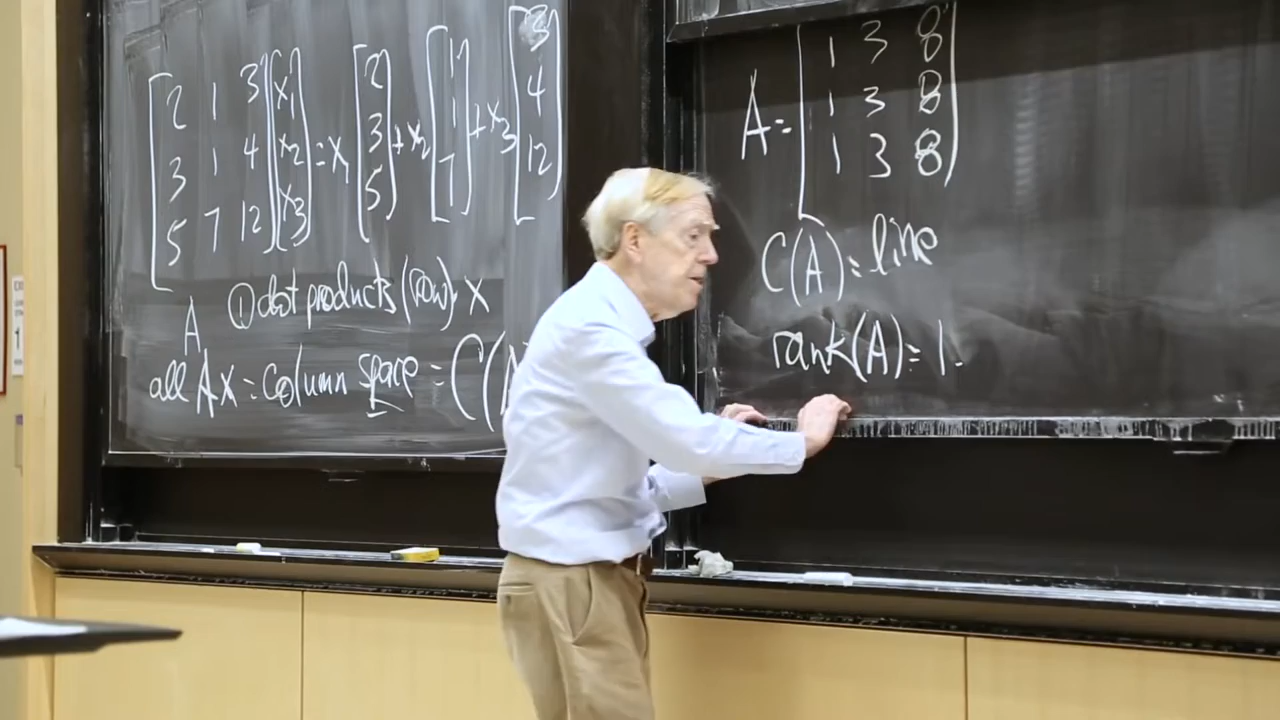 [2 1 3] [x1] = x1 [2] + x2 [1] + x3 [3]
[3 1 4] [x2] [3] [1] [4]
[5 7 12] [x3] [5] [7] [12]
A ① dot products (row)·x
all Ax = column space = C(A
A = [1 3 8]
[1 3 8]
[1 3 8]
C(A) = line
rank(A) = 1.